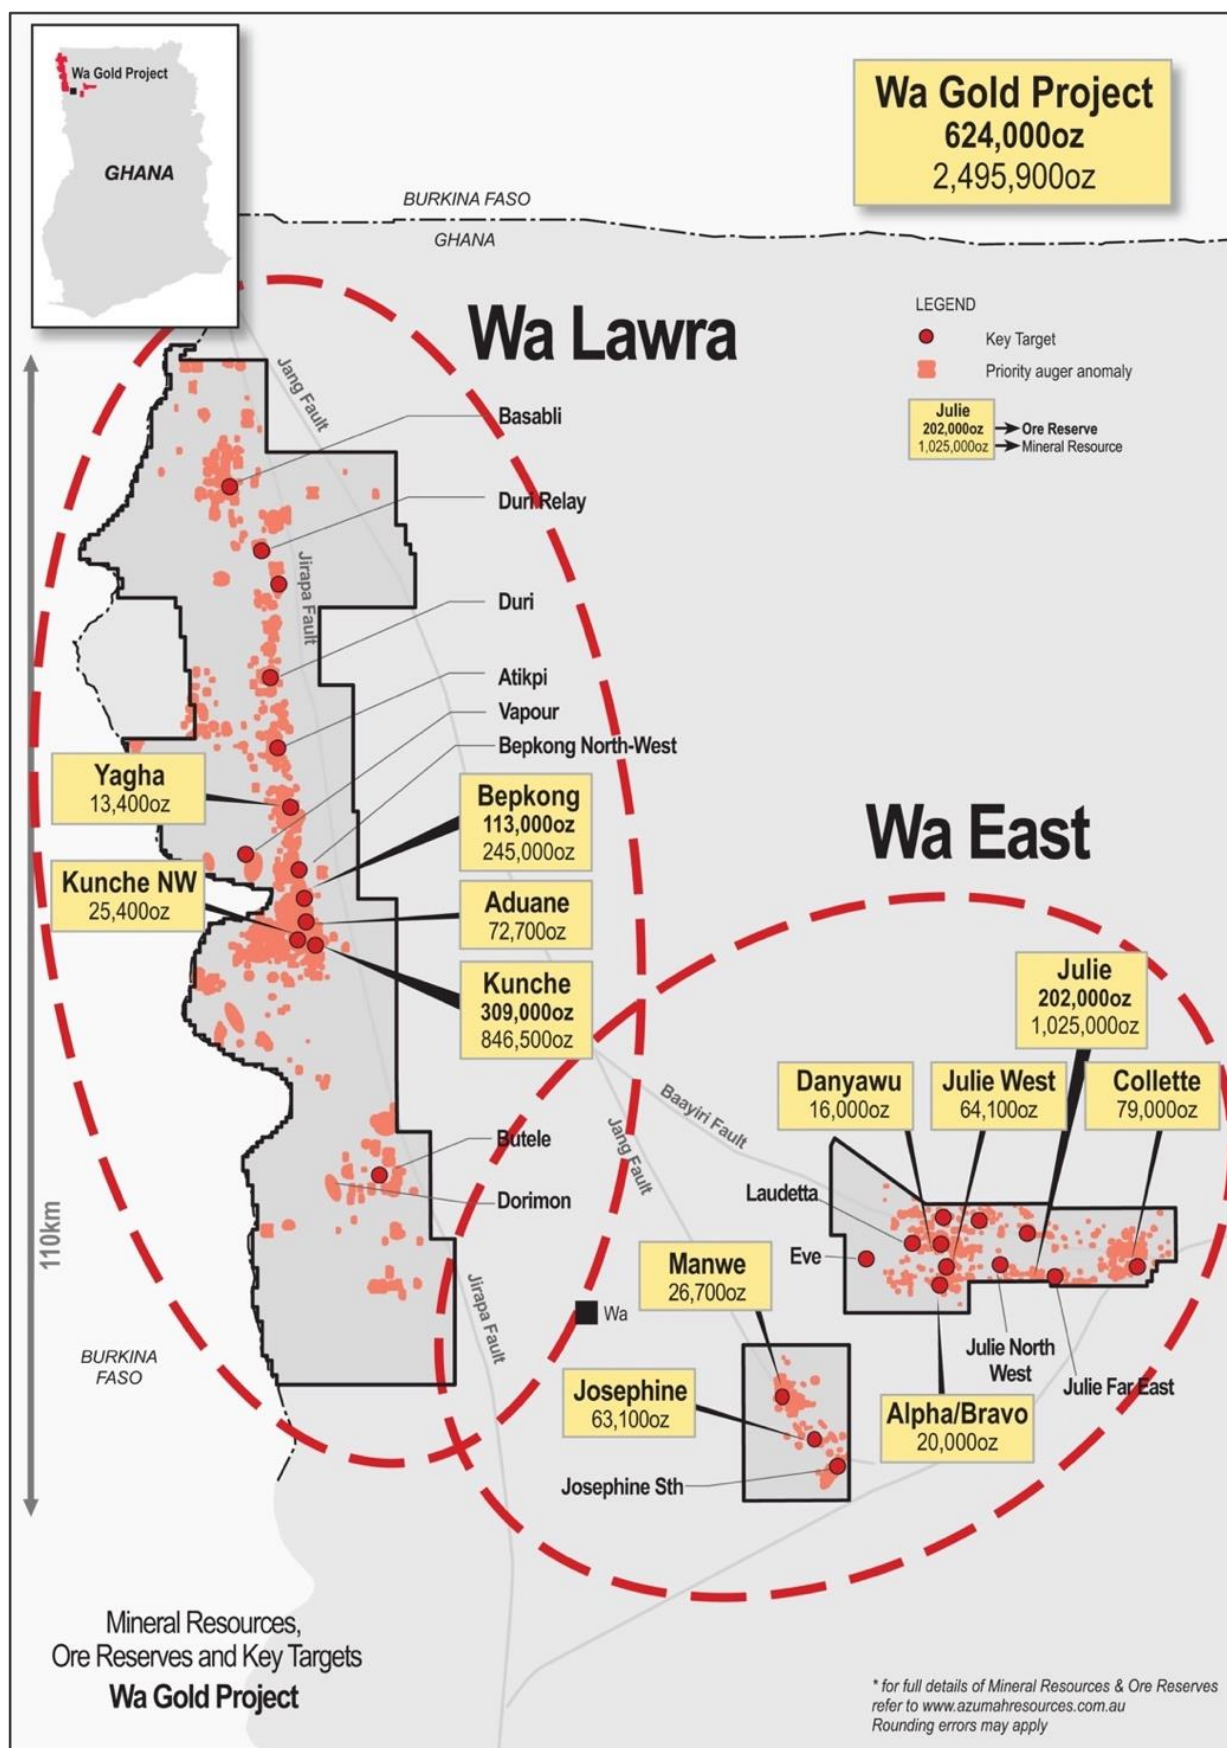 Wa Gold Project
GHANA
Wa Gold Project
624,000oz
2,495,900oz
BURKINA FASO
GHANA
Wa Lawra
LEGEND
Key Target
Priority auger anomaly
Julie
202,000oz
Ore Reserve
1,025,000oz
Mineral Resource
Jang Fault
Basabli
Duri Relay
Jirapa Fault
Duri
Atikpi
Vapour
Bepkong North-West
Yagha
13,400oz
Bepkong
113,000oz
245,000oz
Wa East
Kunche NW
25,400oz
Aduane
72,700oz
Kunche
309,000oz
846,500oz
Julie
202,000oz
1,025,000oz
Danyawu
16,000oz
Julie West
64,100oz
Collette
79,000oz
Baayiri Fault
Jang Fault
Butele
Dorimon
Laudetta
Eve
110km
Manwe
26,700oz
Jirapa Fault
Wa
BURKINA
FASO
Julie North
West
Julie Far East
Josephine
63,100oz
Alpha/Bravo
20,000oz
Josephine Sth
Mineral Resources,
Ore Reserves and Key Targets
Wa Gold Project
* for full details of Mineral Resources & Ore Reserves
refer to www.azumahresources.com.au
Rounding errors may apply